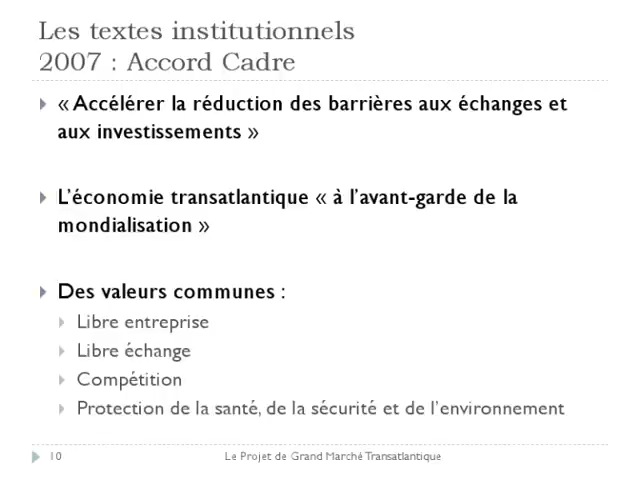 Les textes institutionnels
2007 : Accord Cadre
« Accélérer la réduction des barrières aux échanges et
aux investissements »
L'économie transatlantique « à l'avant-garde de la
mondialisation »
Des valeurs communes :
Libre entreprise
Libre échange
Compétition
Protection de la santé, de la sécurité et de l'environnement
10 Le Projet de Grand Marché Transatlantique